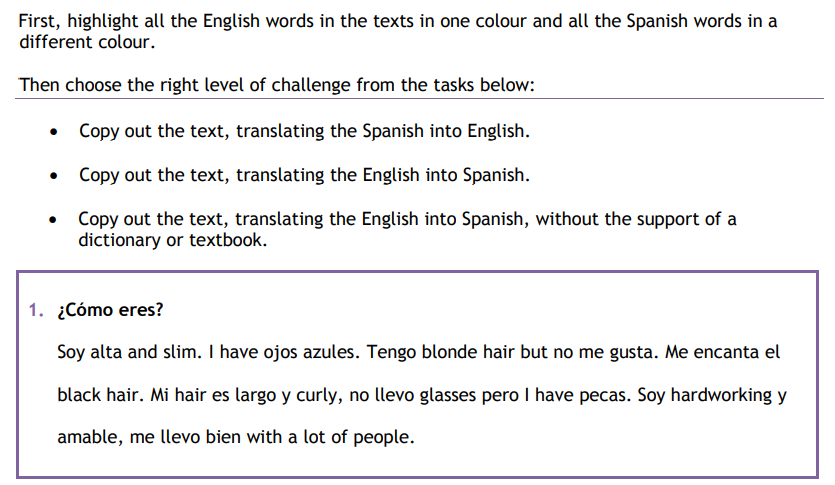 First, highlight all the English words in the texts in one colour and all the Spanish words in a
different colour.
Then choose the right level of challenge from the tasks below:
• Copy out the text, translating the Spanish into English.
• Copy out the text, translating the English into Spanish.
• Copy out the text, translating the English into Spanish, without the support of a
dictionary or textbook.
1. ¿Cómo eres?
Soy alta and slim. I have ojos azules. Tengo blonde hair but no me gusta. Me encanta el
black hair. Mi hair es largo y curly, no llevo glasses pero I have pecas. Soy hardworking y
amable, me llevo bien with a lot of people.